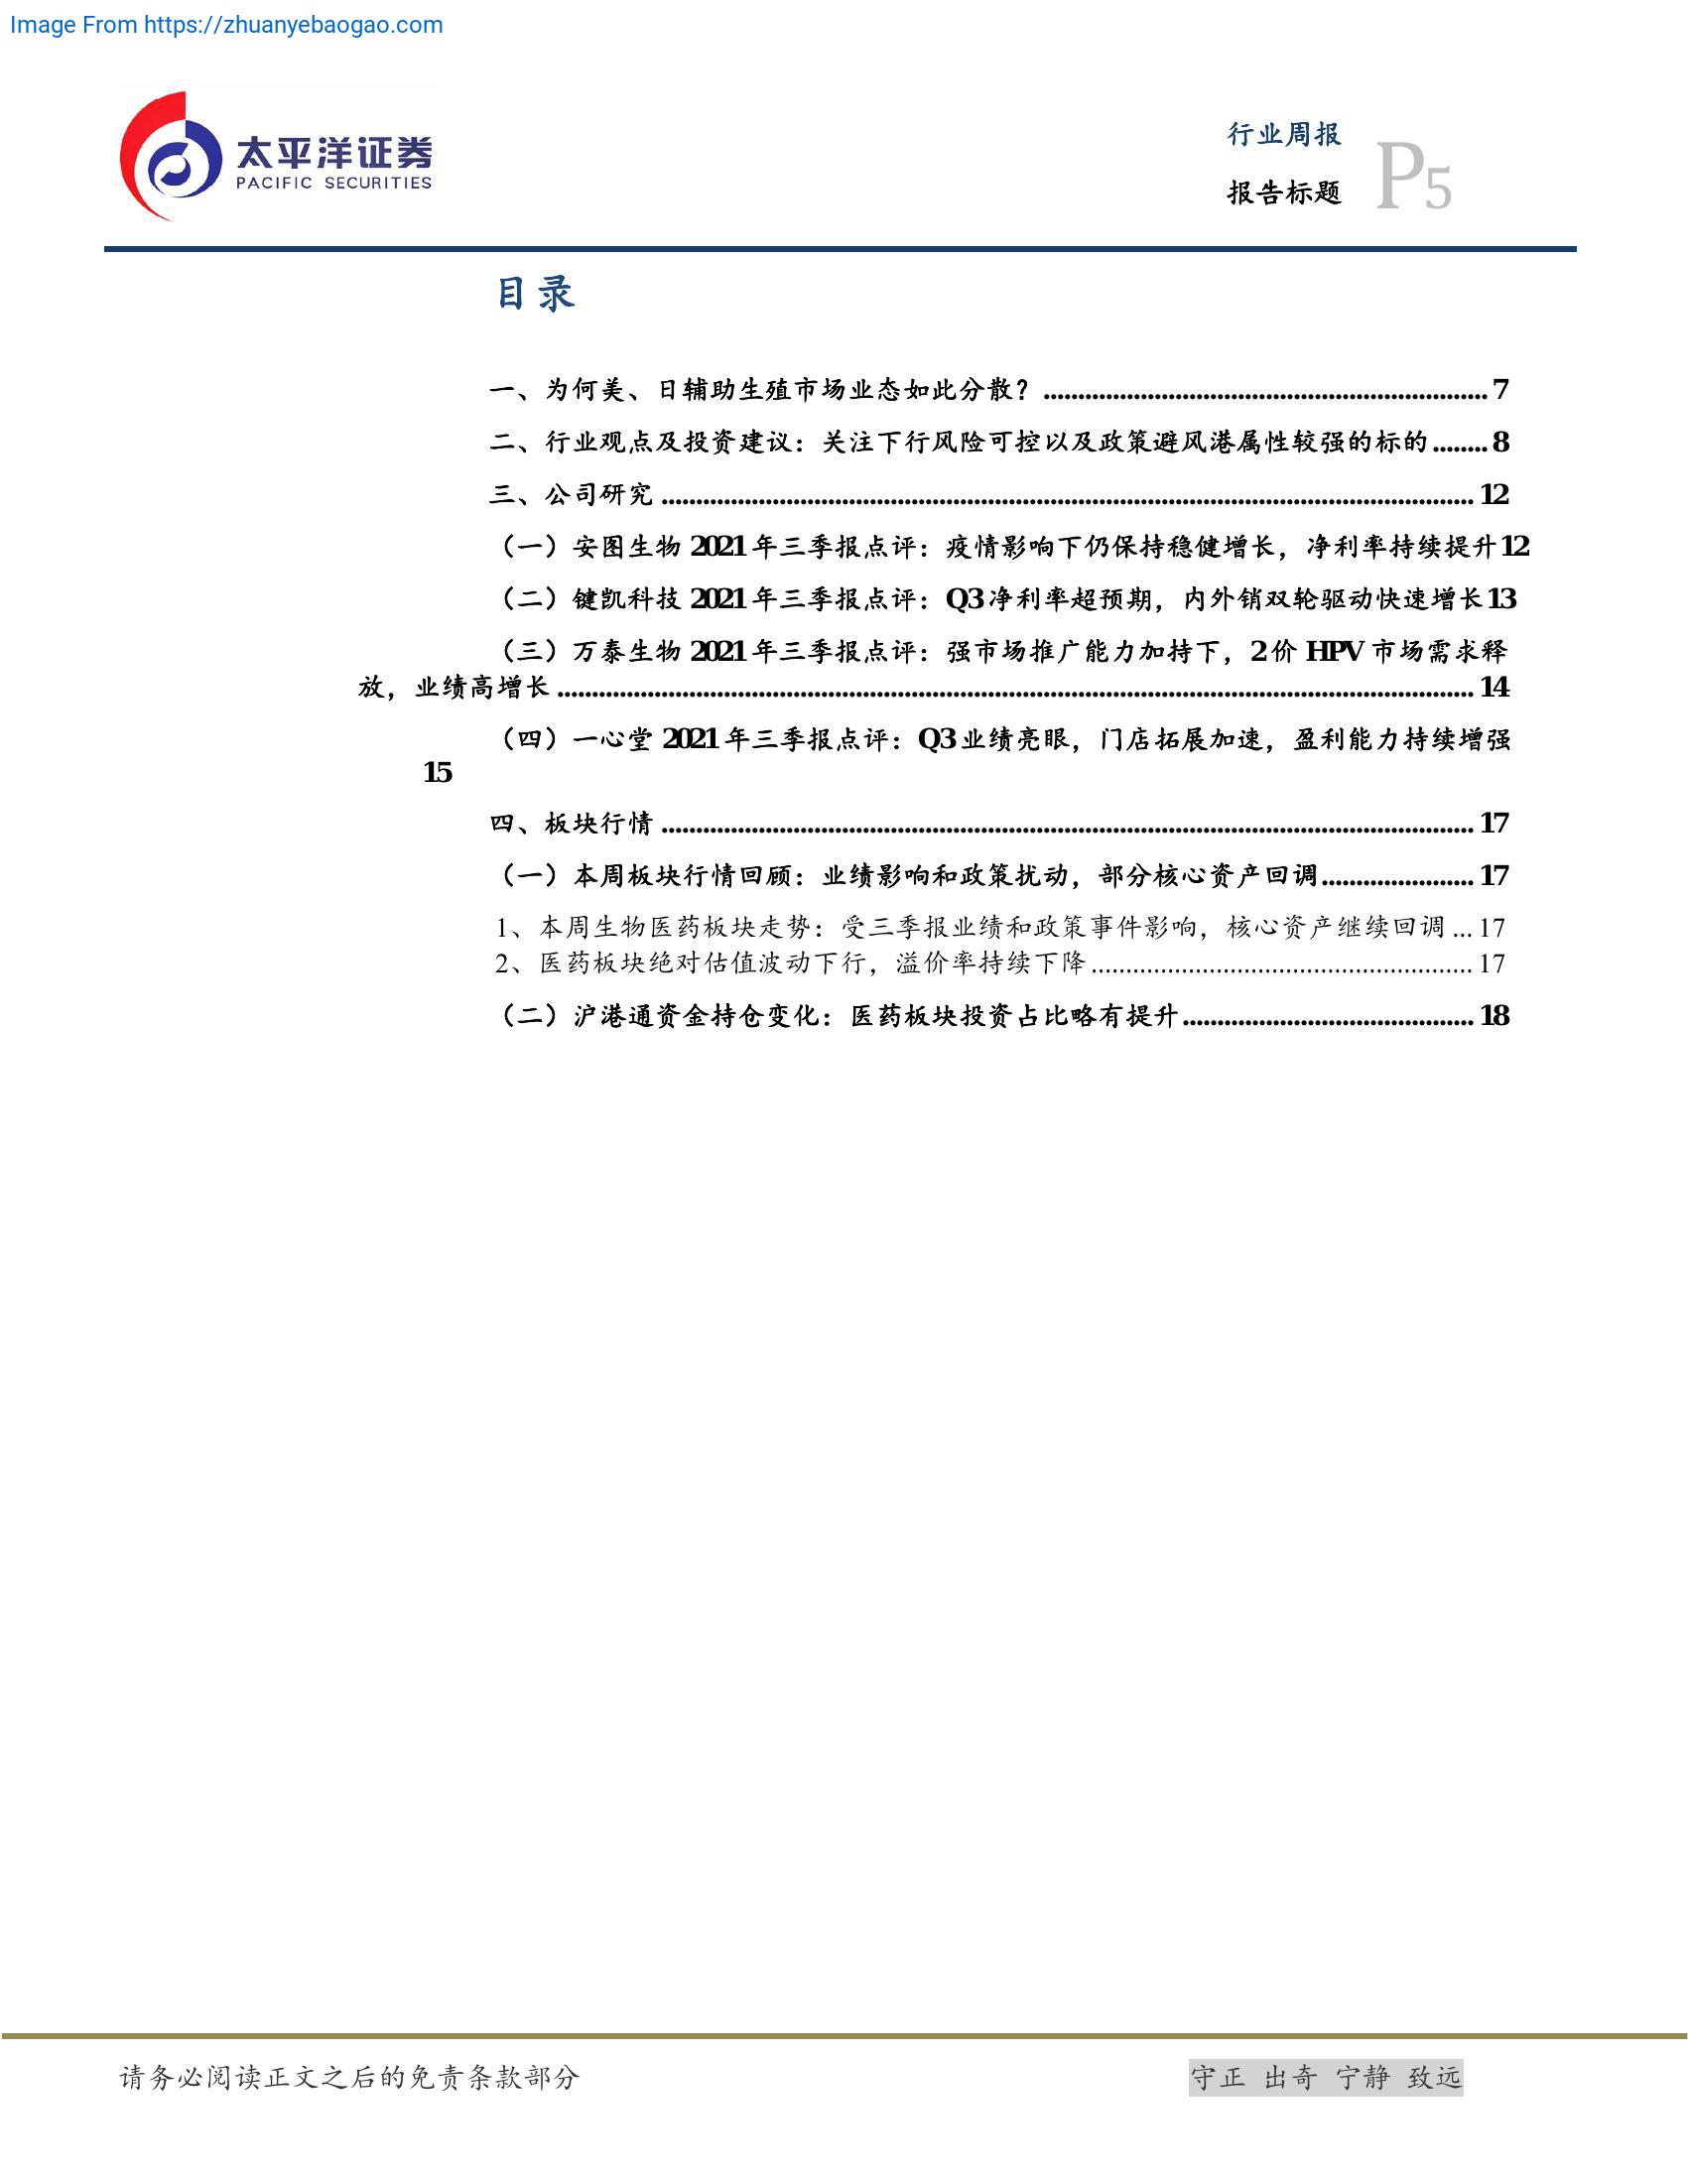 Image From https://zhuanyebaogao.com
太平洋证券
PACIFIC SECURITIES
行业周报
报告标题
P5
目录
一、为何美、日辅助生殖市场业态如此分散？................................................................ 7
二、行业观点及投资建议：关注下行风险可控以及政策避风港属性较强的标的........ 8
三、公司研究 ..................................................................................................................... 12
（一）安图生物 2021 年三季报点评：疫情影响下仍保持稳健增长，净利率持续提升12
（二）键凯科技 2021 年三季报点评：Q3 净利率超预期，内外销双轮驱动快速增长13
（三）万泰生物 2021 年三季报点评：强市场推广能力加持下，2 价 HPV 市场需求释
放，业绩高增长 .................................................................................................................................... 14
（四）一心堂 2021 年三季报点评：Q3 业绩亮眼，门店拓展加速，盈利能力持续增强
15
四、板块行情 ..................................................................................................................... 17
（一）本周板块行情回顾：业绩影响和政策扰动，部分核心资产回调...................... 17
1、本周生物医药板块走势：受三季报业绩和政策事件影响，核心资产继续回调 ... 17
2、医药板块绝对估值波动下行，溢价率持续下降 ....................................................... 17
（二）沪港通资金持仓变化：医药板块投资占比略有提升.......................................... 18
请务必阅读正文之后的免责条款部分
守正 出奇 宁静 致远